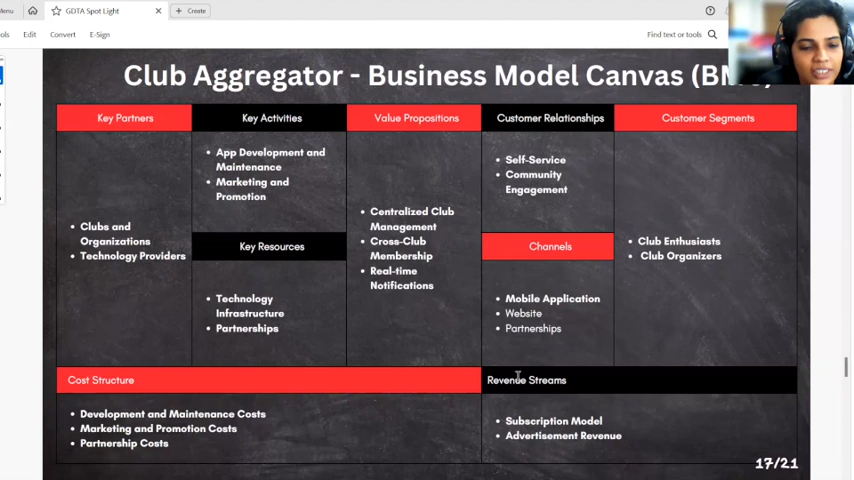 Menu
GDTA Spot Light
Create
Edit
Convert
E-Sign
Find text or tools
Club Aggregator - Business Model Canvas
Key Partners
Clubs and
Organizations
Technology Providers
Key Activities
App Development and
Maintenance
Marketing and
Promotion
Key Resources
Technology
Infrastructure
Partnerships
Value Propositions
Centralized Club
Management
Cross-Club
Membership
Real-time
Notifications
Customer Relationships
Self-Service
Community
Engagement
Channels
Mobile Application
Website
Partnerships
Customer Segments
Club Enthusiasts
Club Organizers
Cost Structure
Development and Maintenance Costs
Marketing and Promotion Costs
Partnership Costs
Revenue Streams
Subscription Model
Advertisement Revenue
17/21